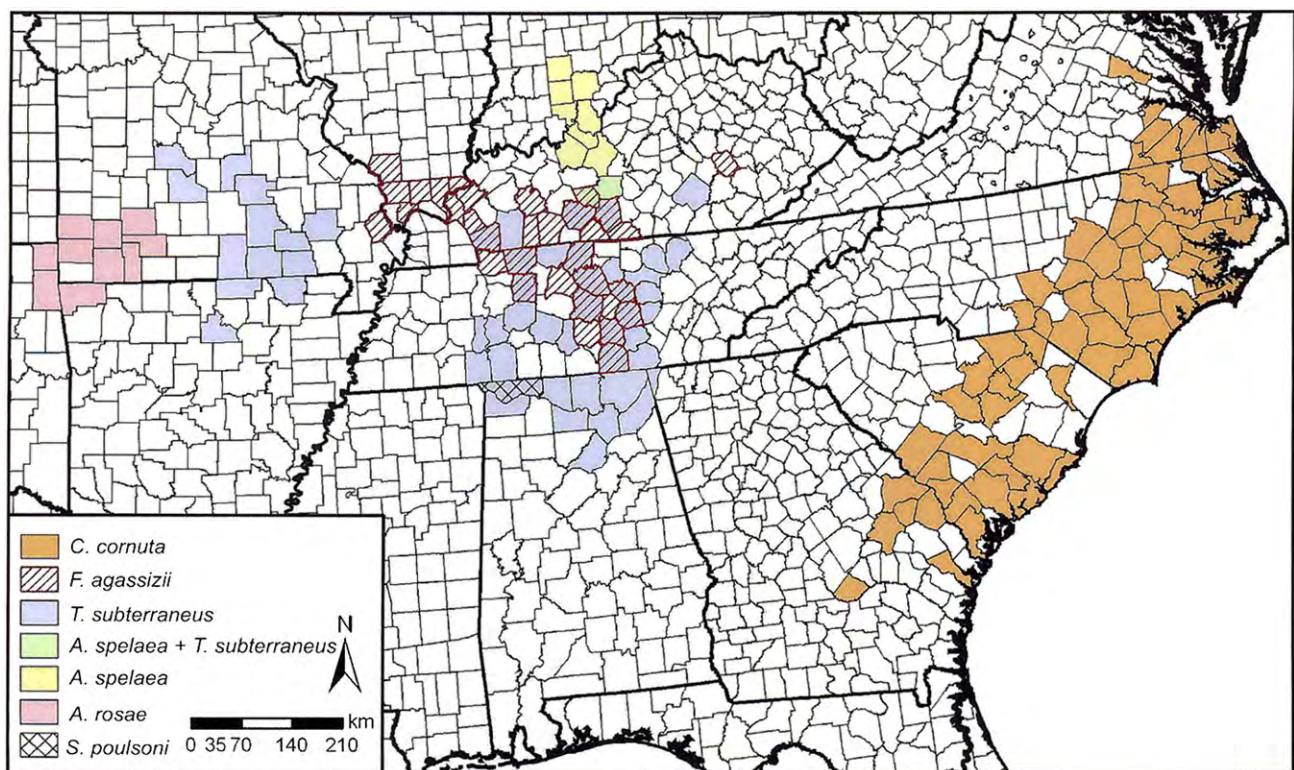 C. cornuta
F. agassizii
T. subterraneus
A. spelaea + T. subterraneus
A. spelaea
A. rosae
S. poulsoni
N
km
0 35 70 140 210